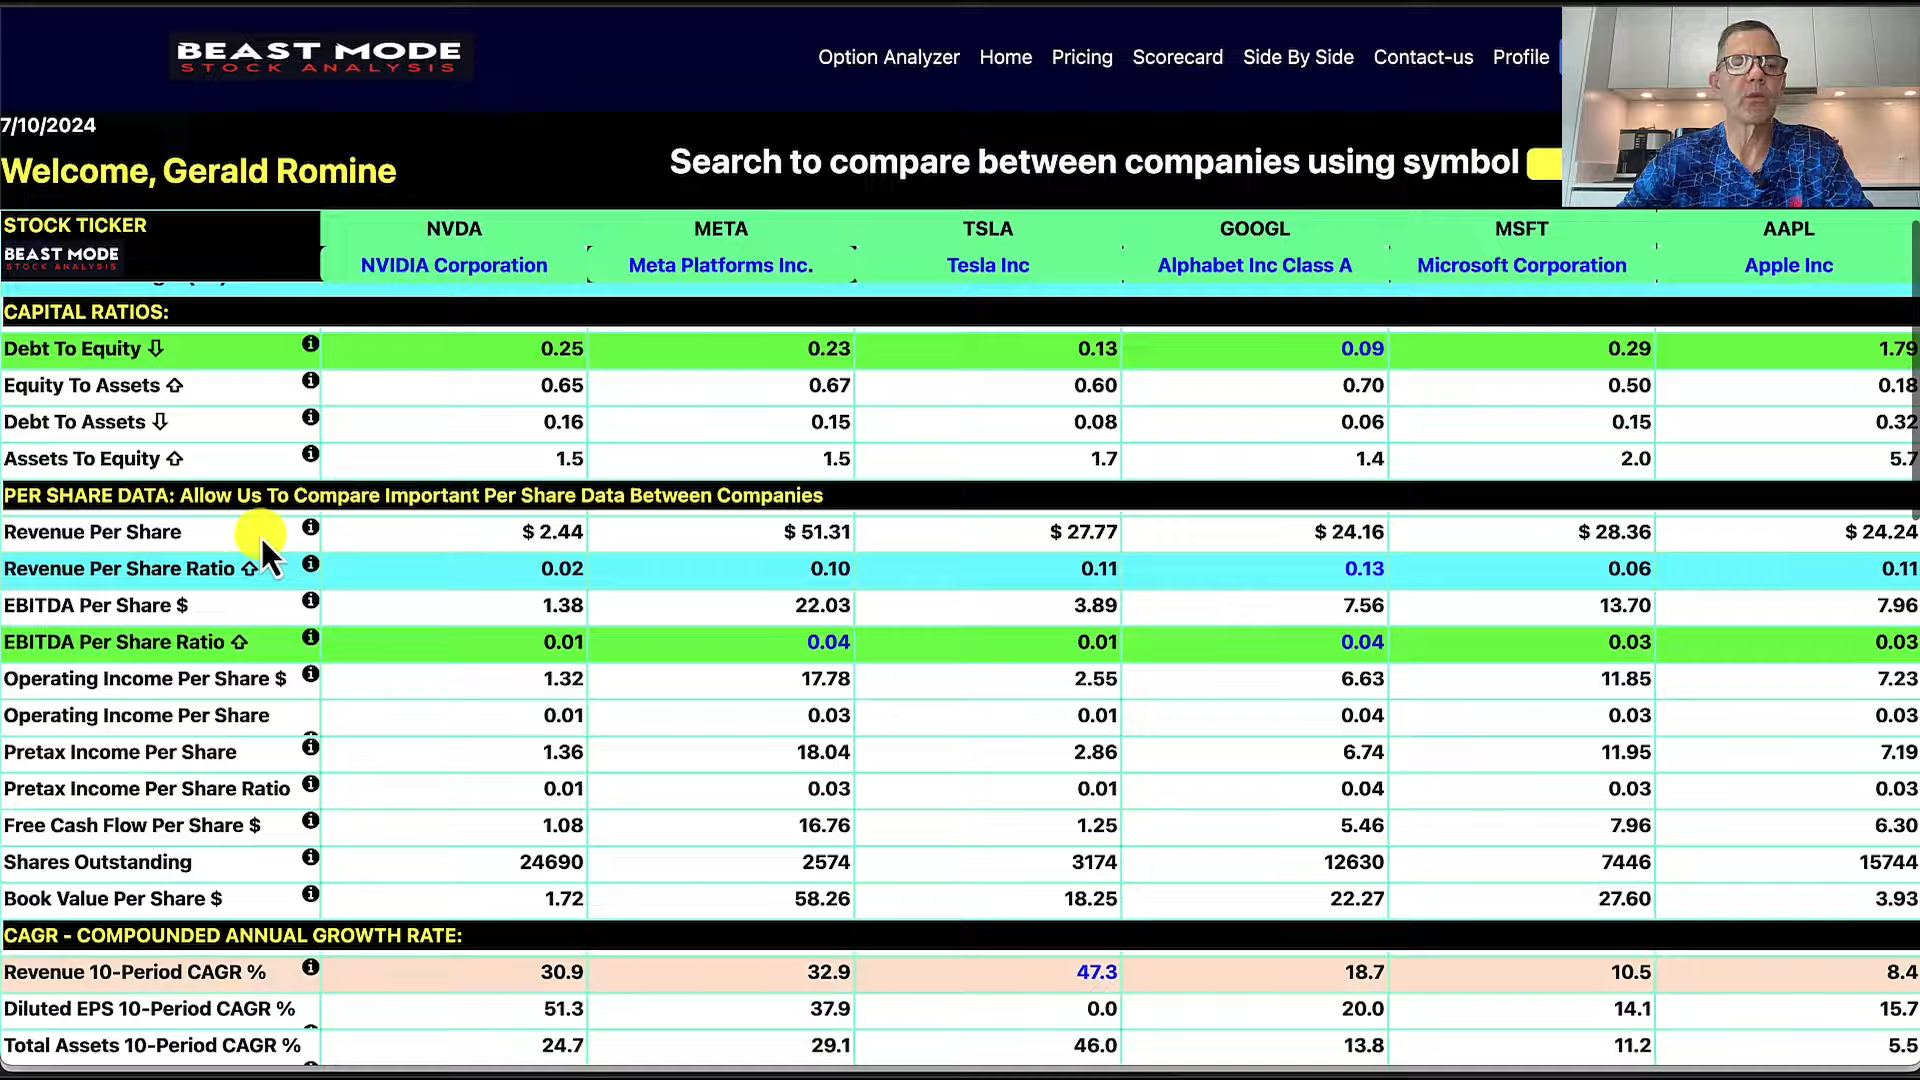 BEAST MODE
STOCK ANALYSIS
Option Analyzer Home Pricing Scorecard Side By Side Contact-us Profile
7/10/2024
Welcome, Gerald Romine
Search to compare between companies using symbol
STOCK TICKER NVDA META TSLA GOOGL MSFT AAPL
BEAST MODE
STOCK ANALYSIS
NVIDIA Corporation Meta Platforms Inc. Tesla Inc Alphabet Inc Class A Microsoft Corporation Apple Inc
CAPITAL RATIOS:
Debt To Equity ⇩ 0.25 0.23 0.13 0.09 0.29 1.79
Equity To Assets ⇧ 0.65 0.67 0.60 0.70 0.50 0.18
Debt To Assets ⇩ 0.16 0.15 0.08 0.06 0.15 0.32
Assets To Equity ⇧ 1.5 1.5 1.7 1.4 2.0 5.7
PER SHARE DATA: Allow Us To Compare Important Per Share Data Between Companies
Revenue Per Share $ 2.44 $ 51.31 $ 27.77 $ 24.16 $ 28.36 $ 24.24
Revenue Per Share Ratio ⇧ 0.02 0.10 0.11 0.13 0.06 0.11
EBITDA Per Share $ 1.38 22.03 3.89 7.56 13.70 7.96
EBITDA Per Share Ratio ⇧ 0.01 0.04 0.01 0.04 0.03 0.03
Operating Income Per Share $ 1.32 17.78 2.55 6.63 11.85 7.23
Operating Income Per Share 0.01 0.03 0.01 0.04 0.03 0.03
Pretax Income Per Share 1.36 18.04 2.86 6.74 11.95 7.19
Pretax Income Per Share Ratio 0.01 0.03 0.01 0.04 0.03 0.03
Free Cash Flow Per Share $ 1.08 16.76 1.25 5.46 7.96 6.30
Shares Outstanding 24690 2574 3174 12630 7446 15744
Book Value Per Share $ 1.72 58.26 18.25 22.27 27.60 3.93
CAGR - COMPOUNDED ANNUAL GROWTH RATE:
Revenue 10-Period CAGR % 30.9 32.9 47.3 18.7 10.5 8.4
Diluted EPS 10-Period CAGR % 51.3 37.9 0.0 20.0 14.1 15.7
Total Assets 10-Period CAGR % 24.7 29.1 46.0 13.8 11.2 5.5